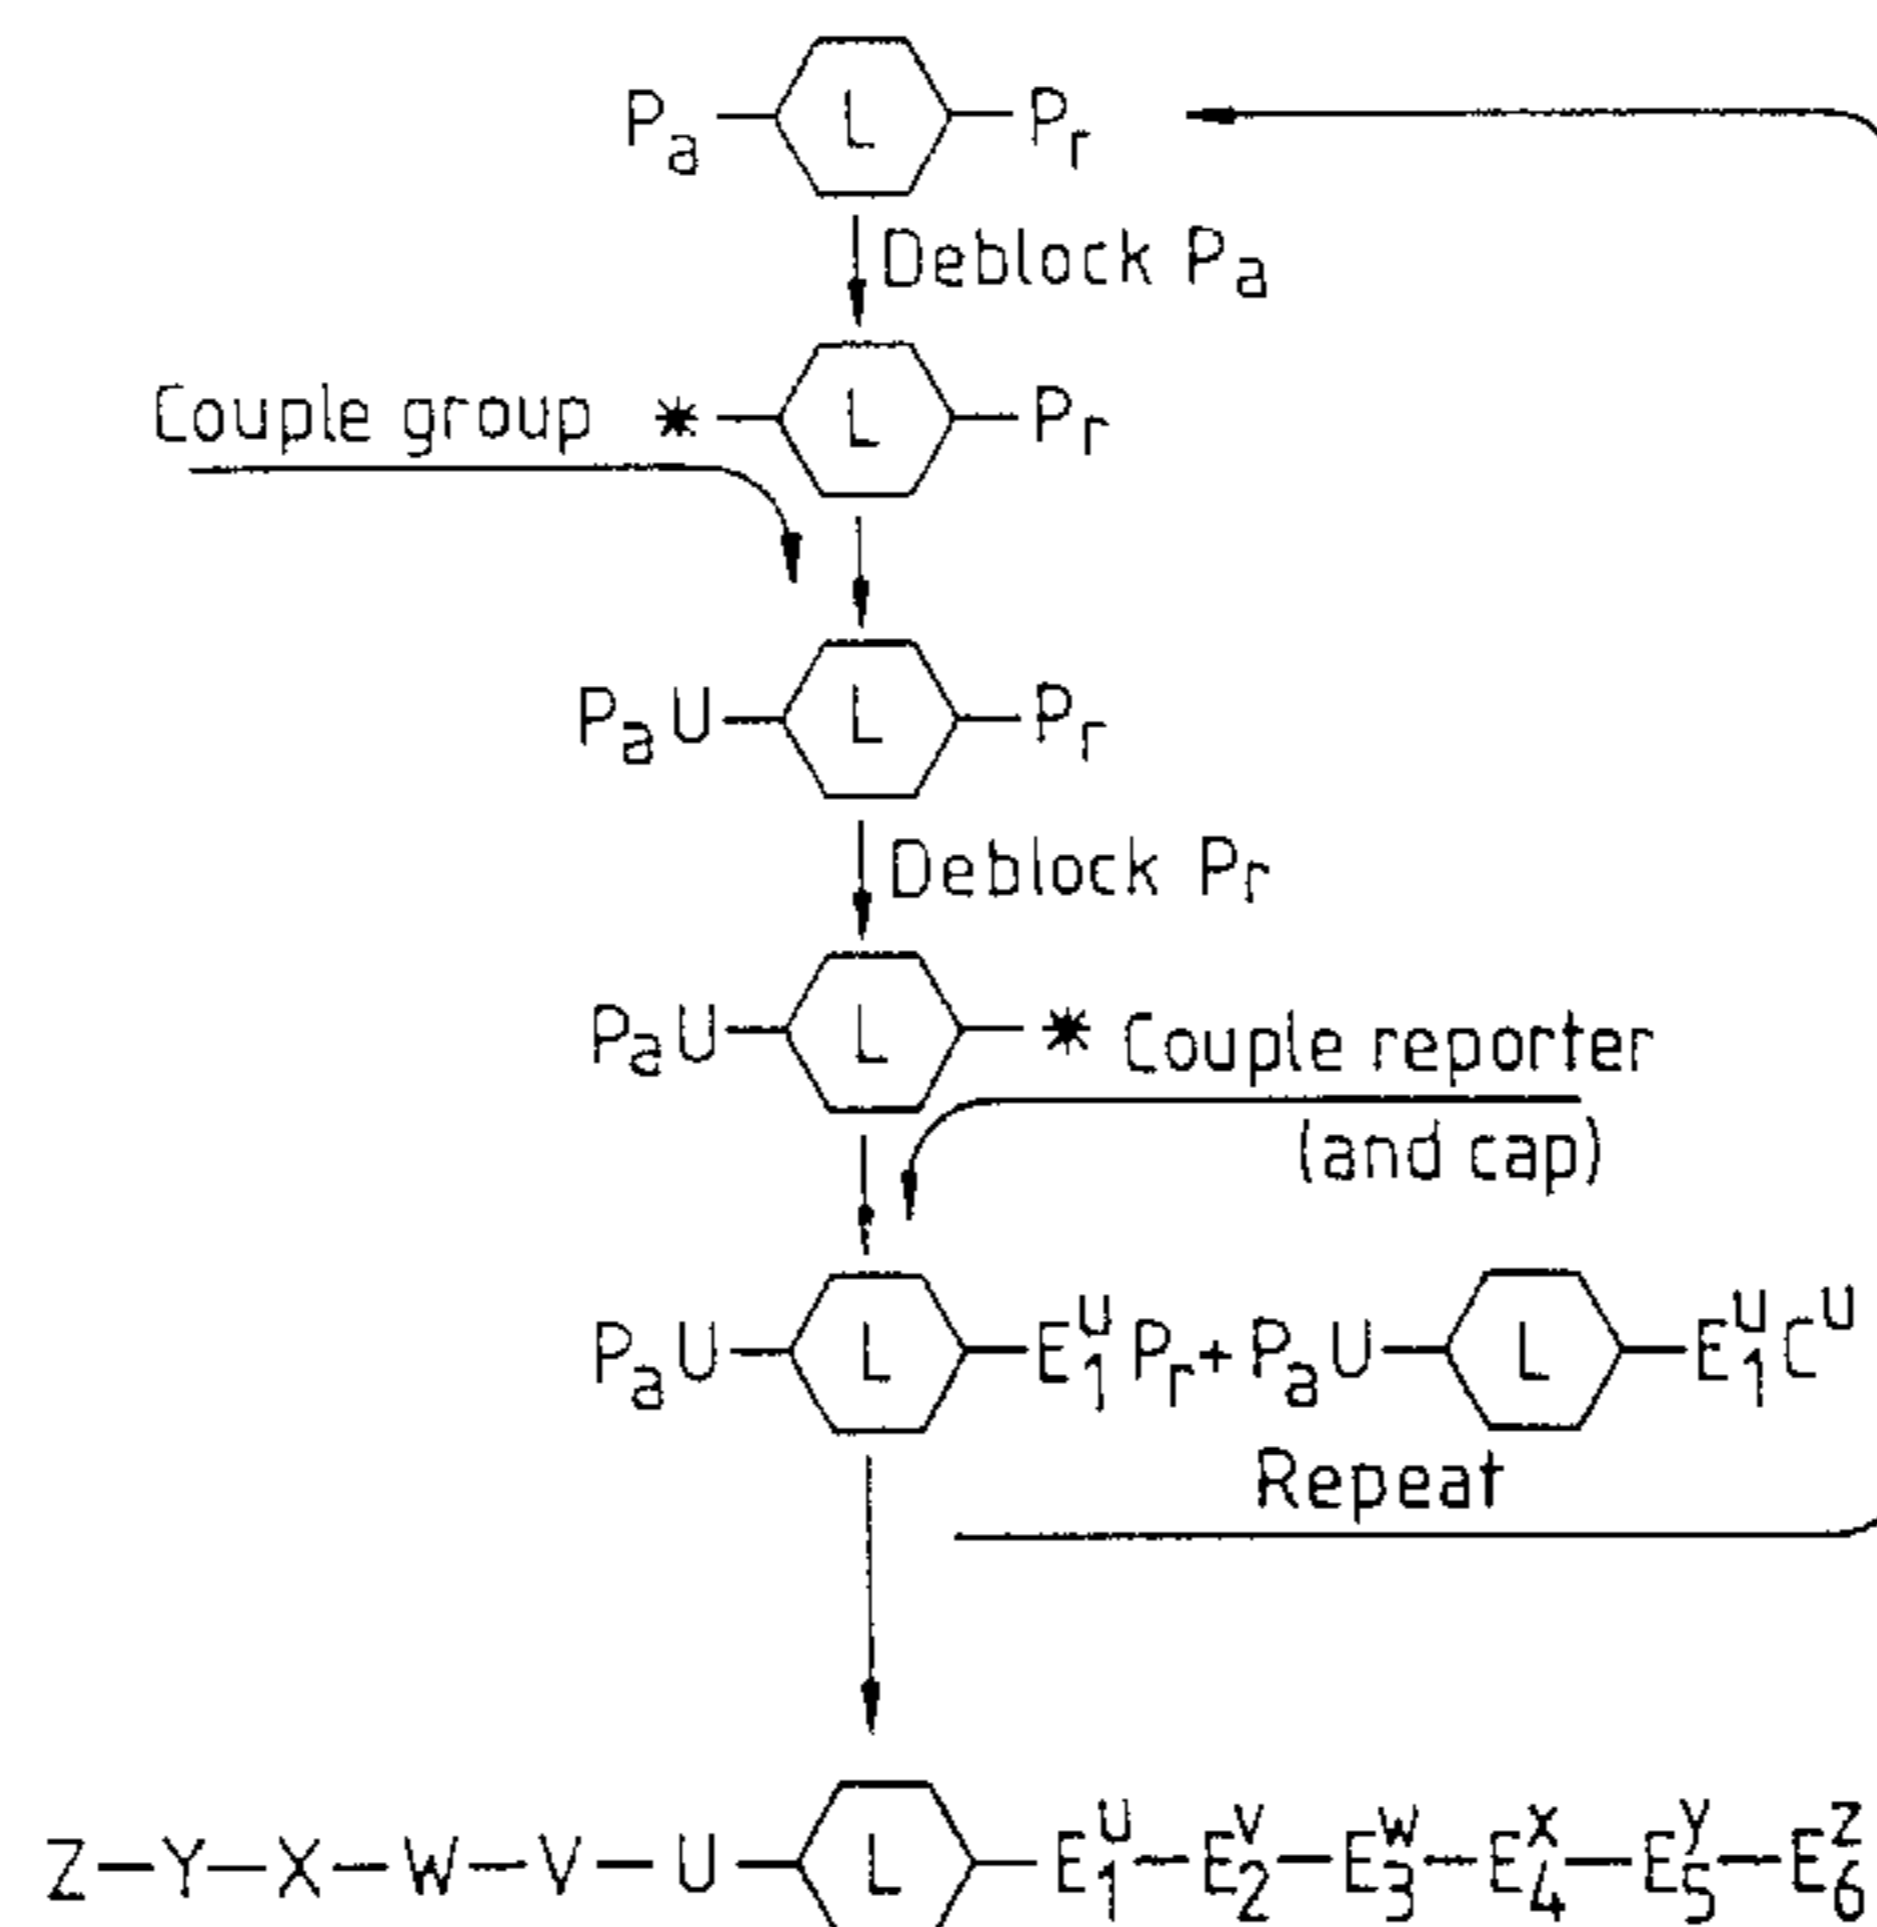 Pa L Pr
Deblock Pa
Couple group * L Pr
PaU L Pr
Deblock Pr
PaU L * Couple reporter
(and cap)
PaU L E₁ᵁ Pr + PaU L E₁ᵁ Cᵁ
Repeat
Z—Y—X—W—V—U—L—E₁ᵁ—E₂ⱽ—E₃ᵂ—E₄ˣ—E₅ʸ—E₆ᶻ